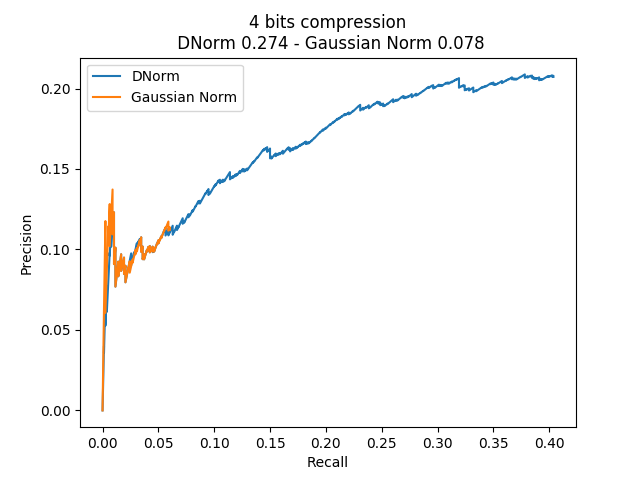 4 bits compression
DNorm 0.274 - Gaussian Norm 0.078
DNorm
Gaussian Norm
Precision
0.20
0.15
0.10
0.05
0.00
0.00 0.05 0.10 0.15 0.20 0.25 0.30 0.35 0.40
Recall